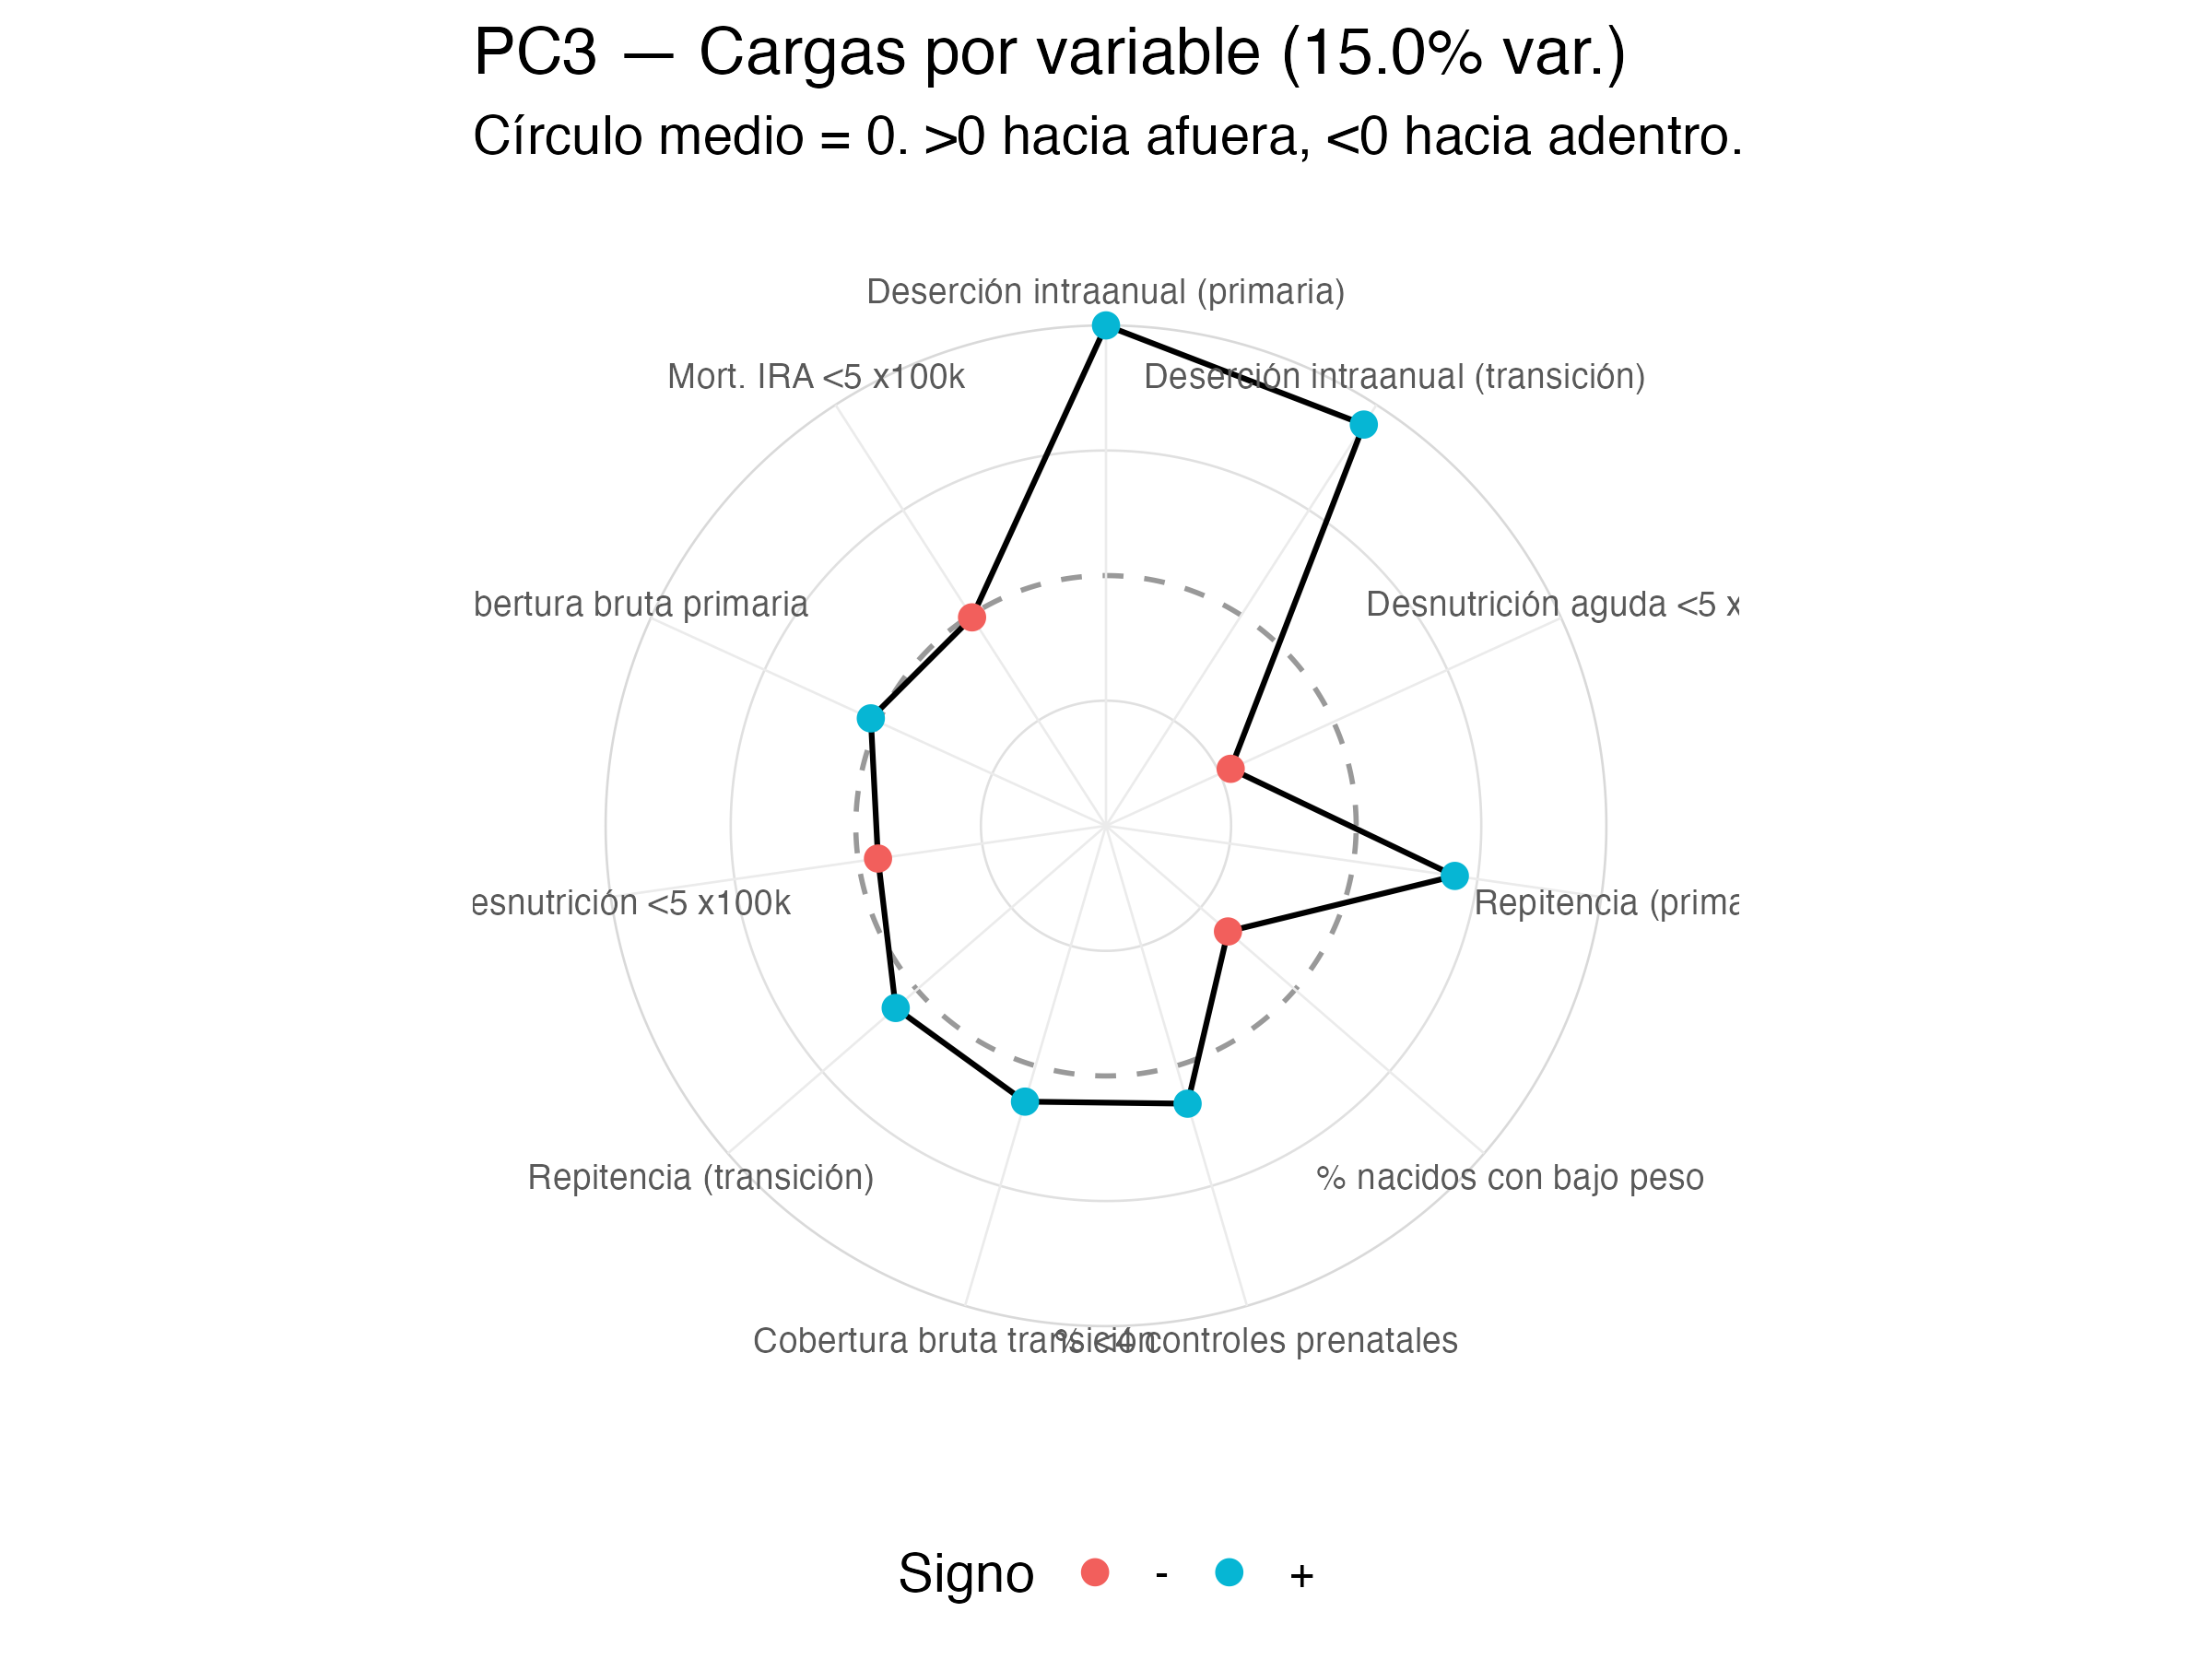 PC3 — Cargas por variable (15.0% var.)
Círculo medio = 0. >0 hacia afuera, <0 hacia adentro.
Deserción intraanual (primaria)
Mort. IRA <5 x100k
Deserción intraanual (transición)
bertura bruta primaria
Desnutrición aguda <5 x
esnutrición <5 x100k
Repitencia (prima
Repitencia (transición)
% nacidos con bajo peso
Cobertura bruta transición
% <4 controles prenatales
Signo - +